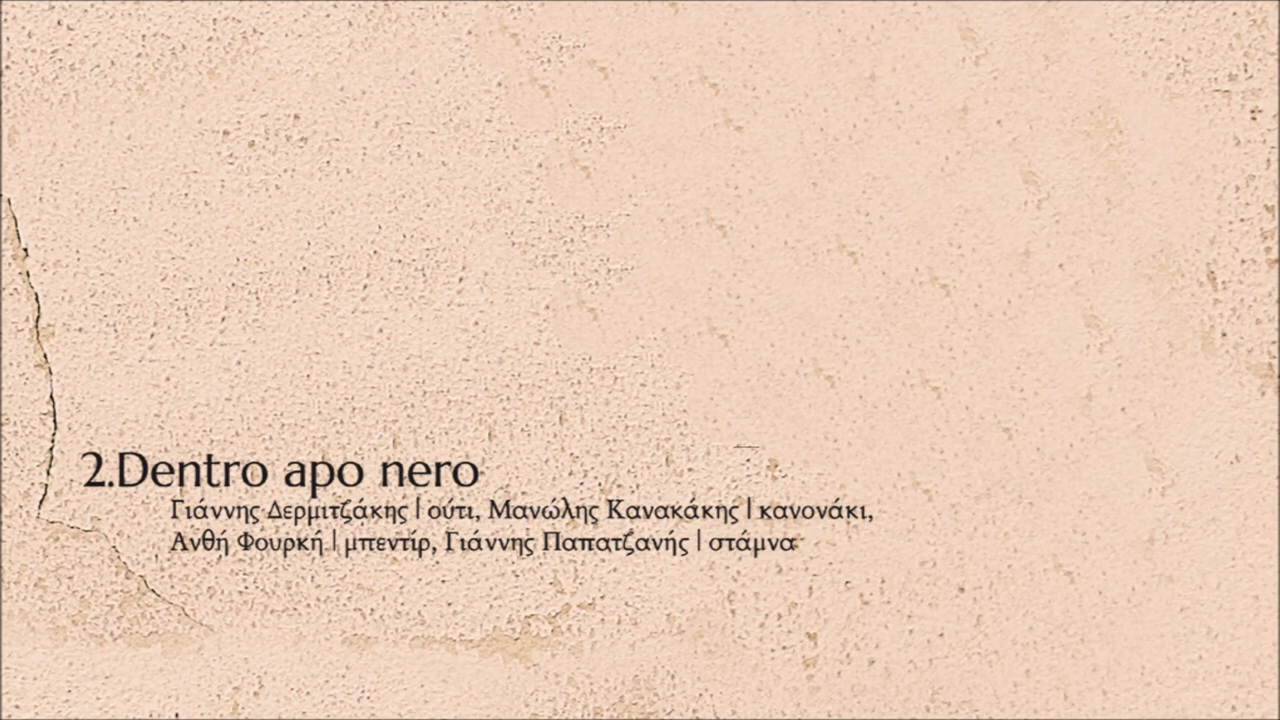 2.Dentro apo nero
Γιάννης Δερμιτζάκης | ούτι, Μανώλης Κανακάκης | κανονάκι,
Ανθή Φουρκή | μπεντίρ, Γιάννης Παπατζανής | στάμνα